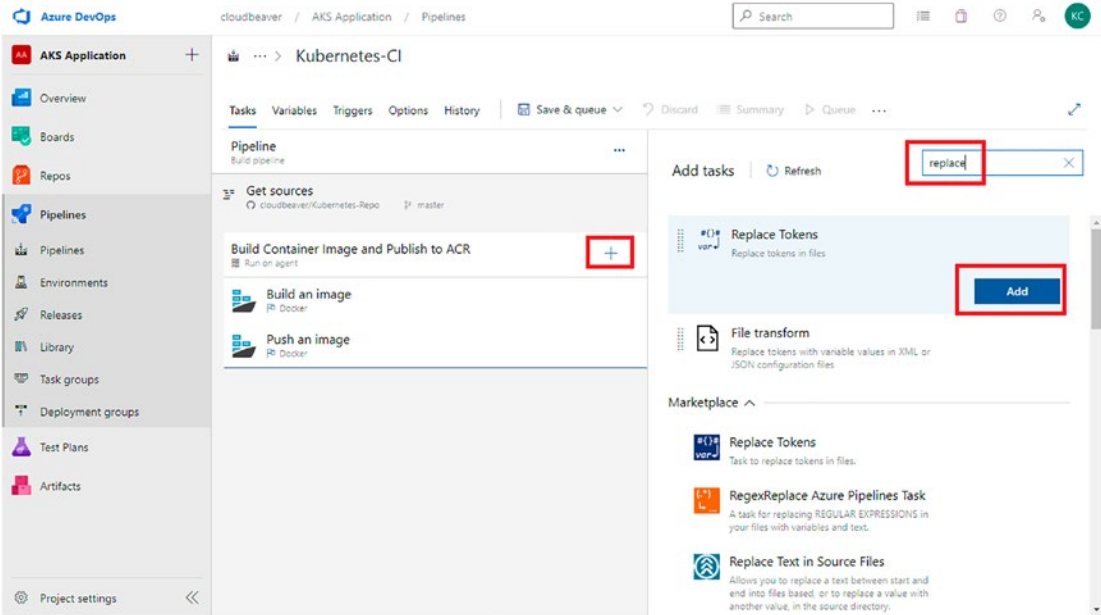 Azure DevOps
cloudbeaver / AKS Application / Pipelines
Search
KC
AA AKS Application
Overview
Boards
Repos
Pipelines
Pipelines
Environments
Releases
Library
Task groups
Deployment groups
Test Plans
Artifacts
Project settings
... > Kubernetes-CI
Tasks Variables Triggers Options History Save & queue Discard Summary Queue ...
Pipeline
Build pipeline
Get sources
cloudbeaver/Kubernetes-Repo master
Build Container Image and Publish to ACR
Run on agent
Build an image
Docker
Push an image
Docker
Add tasks Refresh
replace
#{}#
var
Replace Tokens
Replace tokens in files
Add
File transform
Replace tokens with variable values in XML or
JSON configuration files
Marketplace
#{}#
var
Replace Tokens
Task to replace tokens in files.
RegexReplace Azure Pipelines Task
A task for replacing REGULAR EXPRESSIONS in
your files with variables and text.
Replace Text in Source Files
Allows you to replace a text between start and
end into files based, or to replace a value with
another value, in the source directory.